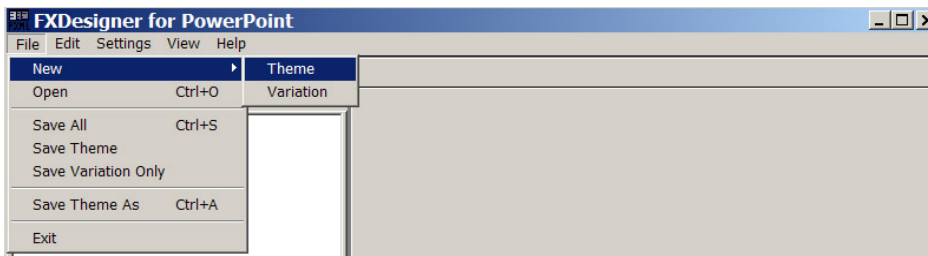 FXDesigner for PowerPoint
File Edit Settings View Help
New Theme
Open Ctrl+O Variation
Save All Ctrl+S
Save Theme
Save Variation Only
Save Theme As Ctrl+A
Exit